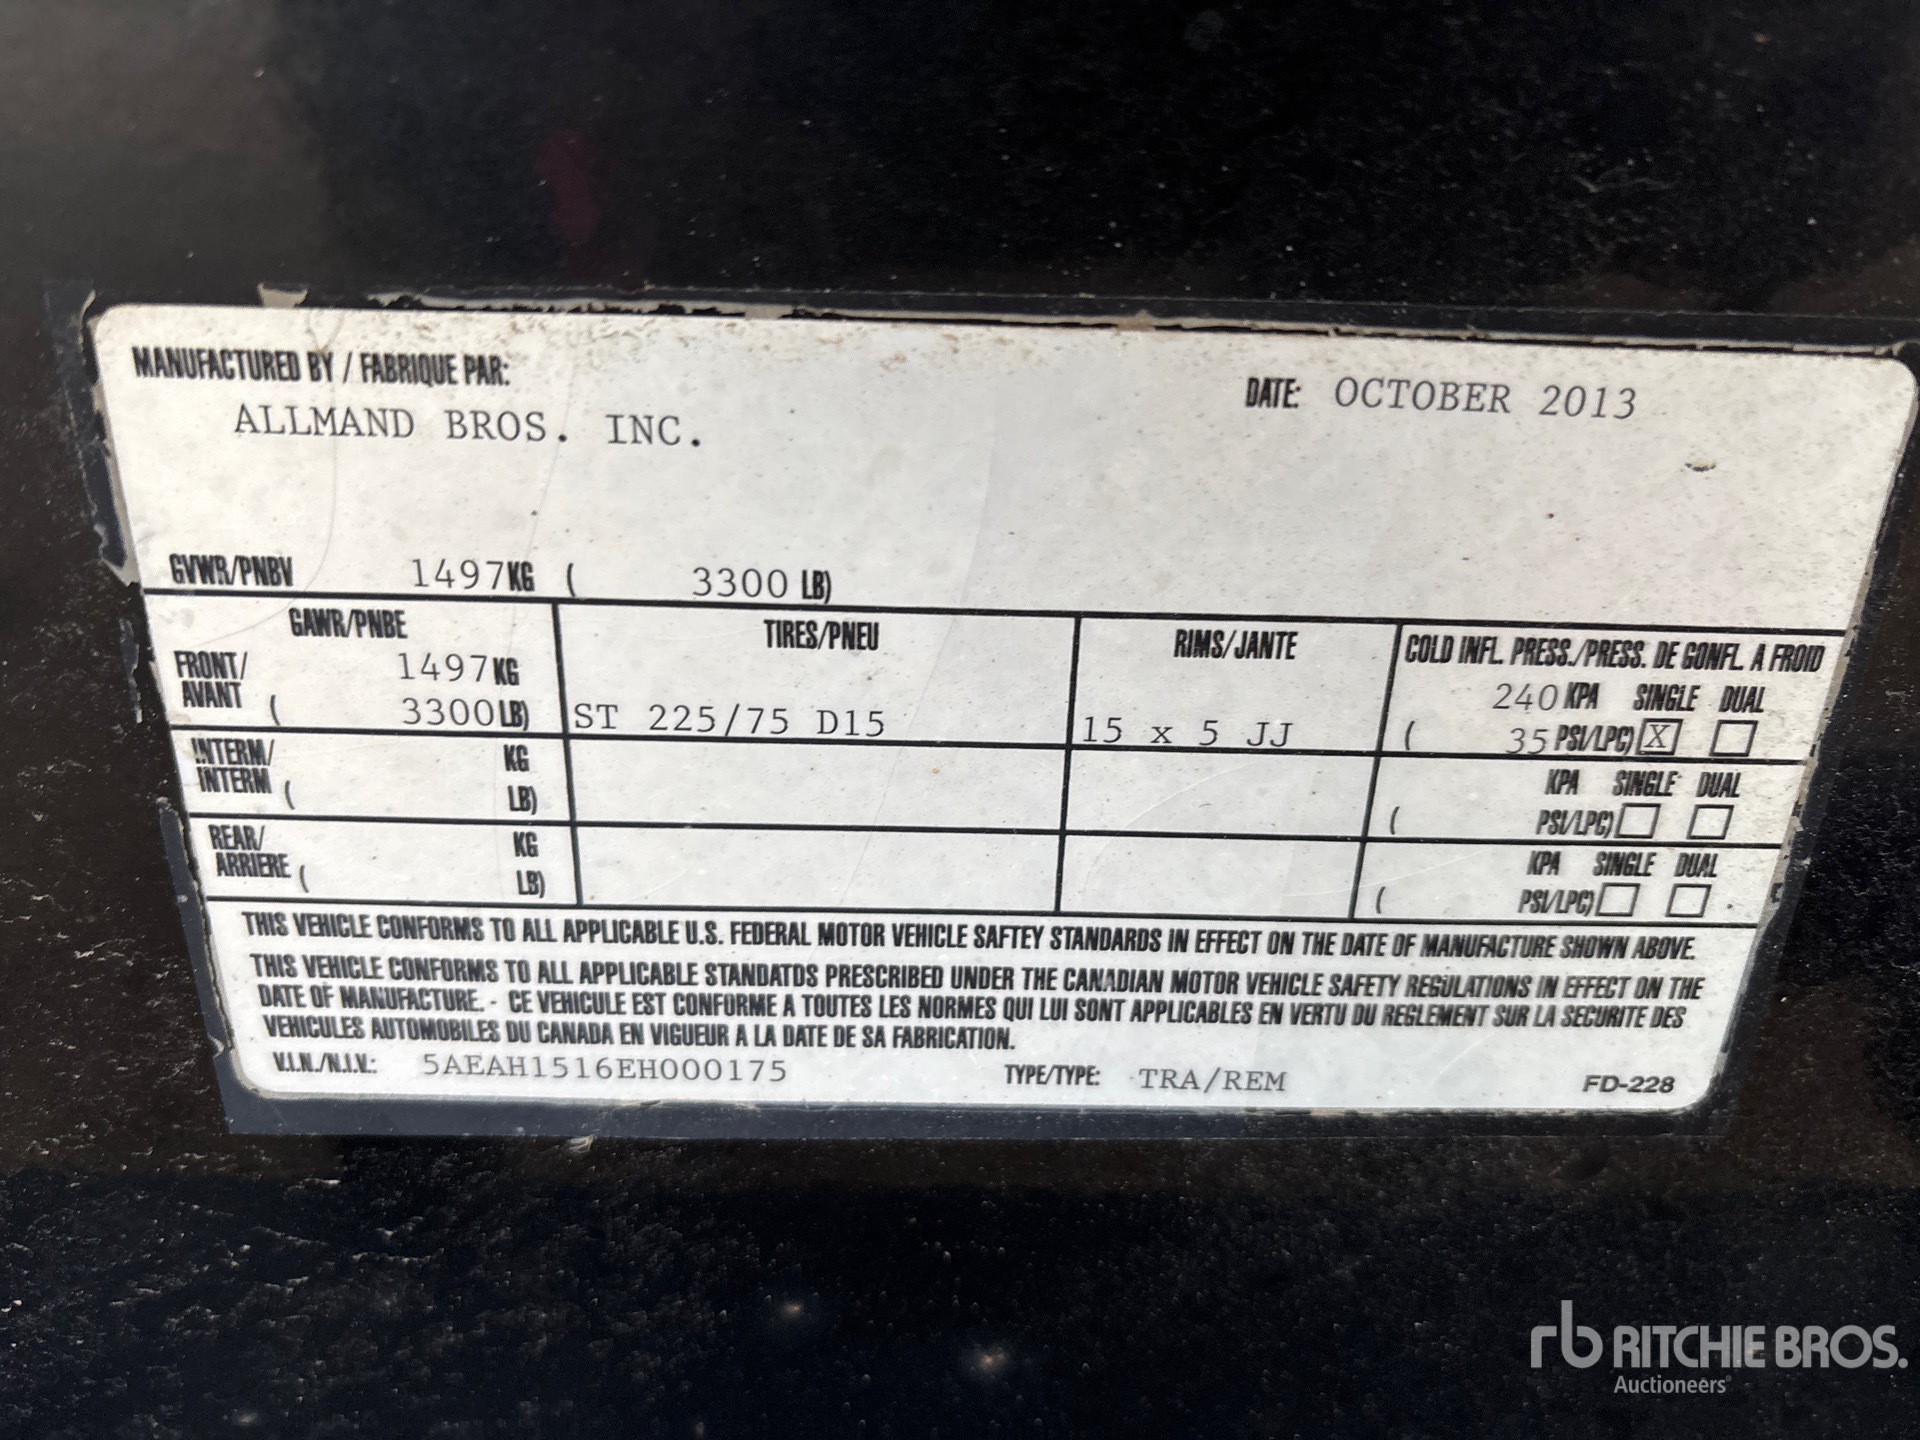 MANUFACTURED BY / FABRIQUE PAR:
ALLMAND BROS. INC.
DATE: OCTOBER 2013
GVWR/PNBV 1497KG ( 3300 LB)
GAWR/PNBE TIRES/PNEU RIMS/JANTE COLD INFL. PRESS./PRESS. DE GONFL. A FROID
FRONT/ 1497KG 240 KPA SINGLE DUAL
AVANT ( 3300LB) ST 225/75 D15 15 x 5 JJ ( 35 PSI/LPC) X
INTERM/ KG KPA SINGLE DUAL
INTERM ( LB) ( PSI/LPC)
REAR/ KG KPA SINGLE DUAL
ARRIERE ( LB) ( PSI/LPC)
THIS VEHICLE CONFORMS TO ALL APPLICABLE U.S. FEDERAL MOTOR VEHICLE SAFTEY STANDARDS IN EFFECT ON THE DATE OF MANUFACTURE SHOWN ABOVE.
THIS VEHICLE CONFORMS TO ALL APPLICABLE STANDATDS PRESCRIBED UNDER THE CANADIAN MOTOR VEHICLE SAFETY REGULATIONS IN EFFECT ON THE
DATE OF MANUFACTURE. - CE VEHICULE EST CONFORME A TOUTES LES NORMES QUI LUI SONT APPLICABLES EN VERTU DU REGLEMENT SUR LA SECURITE DES
VEHICULES AUTOMOBILES DU CANADA EN VIGUEUR A LA DATE DE SA FABRICATION.
V.I.N./N.I.V.: 5AEAH1516EH000175 TYPE/TYPE: TRA/REM FD-228
rb RITCHIE BROS.
Auctioneers